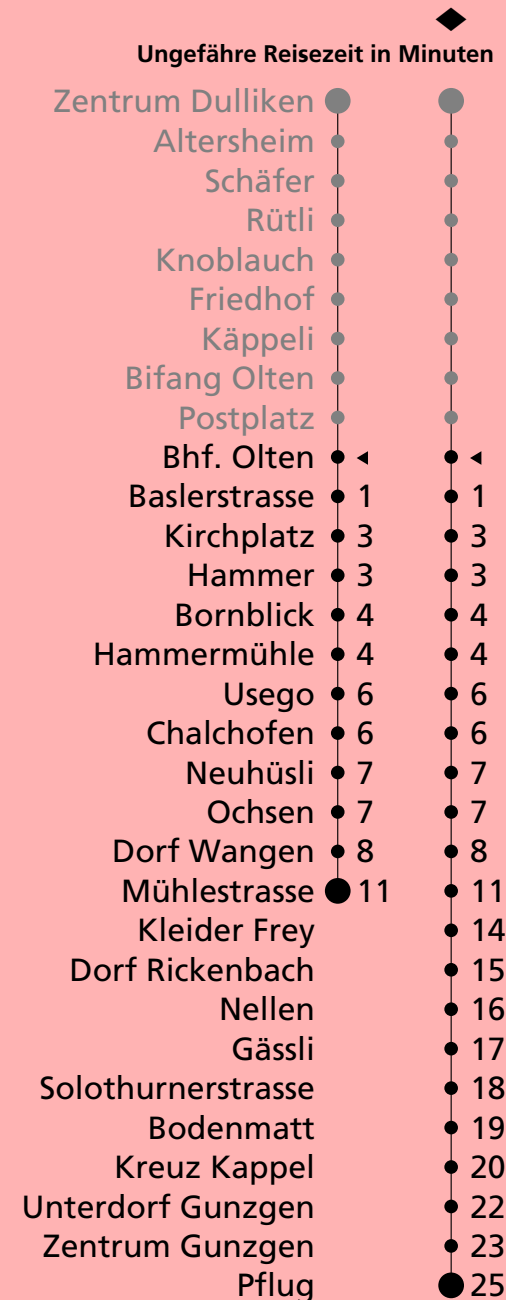 Ungefähre Reisezeit in Minuten
Zentrum Dulliken
Altersheim
Schäfer
Rütli
Knoblauch
Friedhof
Käppeli
Bifang Olten
Postplatz
Bhf. Olten
Baslerstrasse 1 1
Kirchplatz 3 3
Hammer 3 3
Bornblick 4 4
Hammermühle 4 4
Usego 6 6
Chalchofen 6 6
Neuhüsli 7 7
Ochsen 7 7
Dorf Wangen 8 8
Mühlestrasse 11 11
Kleider Frey 14
Dorf Rickenbach 15
Nellen 16
Gässli 17
Solothurnerstrasse 18
Bodenmatt 19
Kreuz Kappel 20
Unterdorf Gunzgen 22
Zentrum Gunzgen 23
Pflug 25